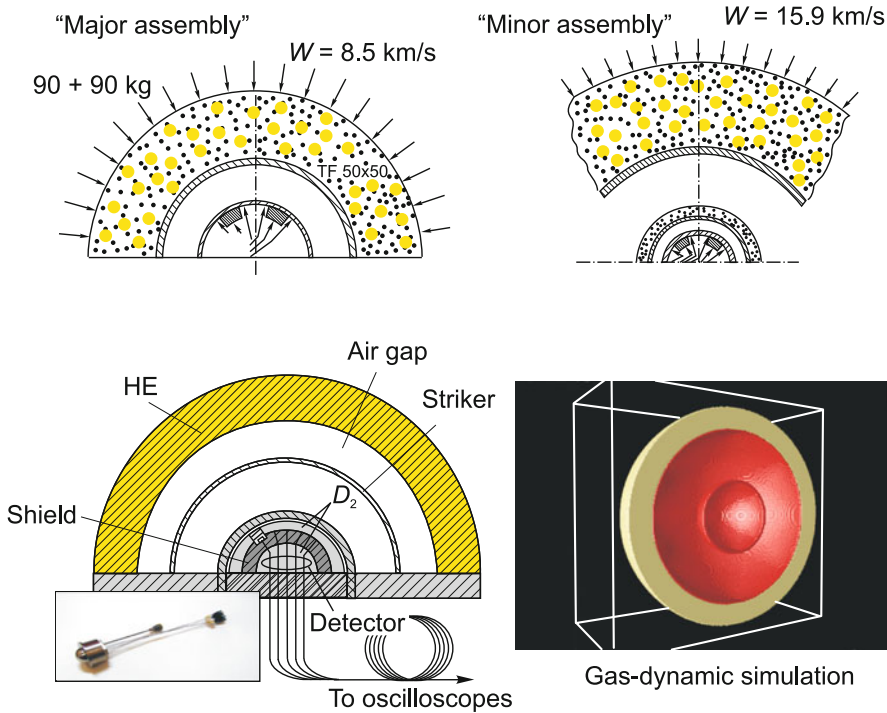 “Major assembly”
W = 8.5 km/s
90 + 90 kg
TF 50x50
“Minor assembly”
W = 15.9 km/s
Air gap
HE
Striker
D2
Shield
Detector
To oscilloscopes
Gas-dynamic simulation